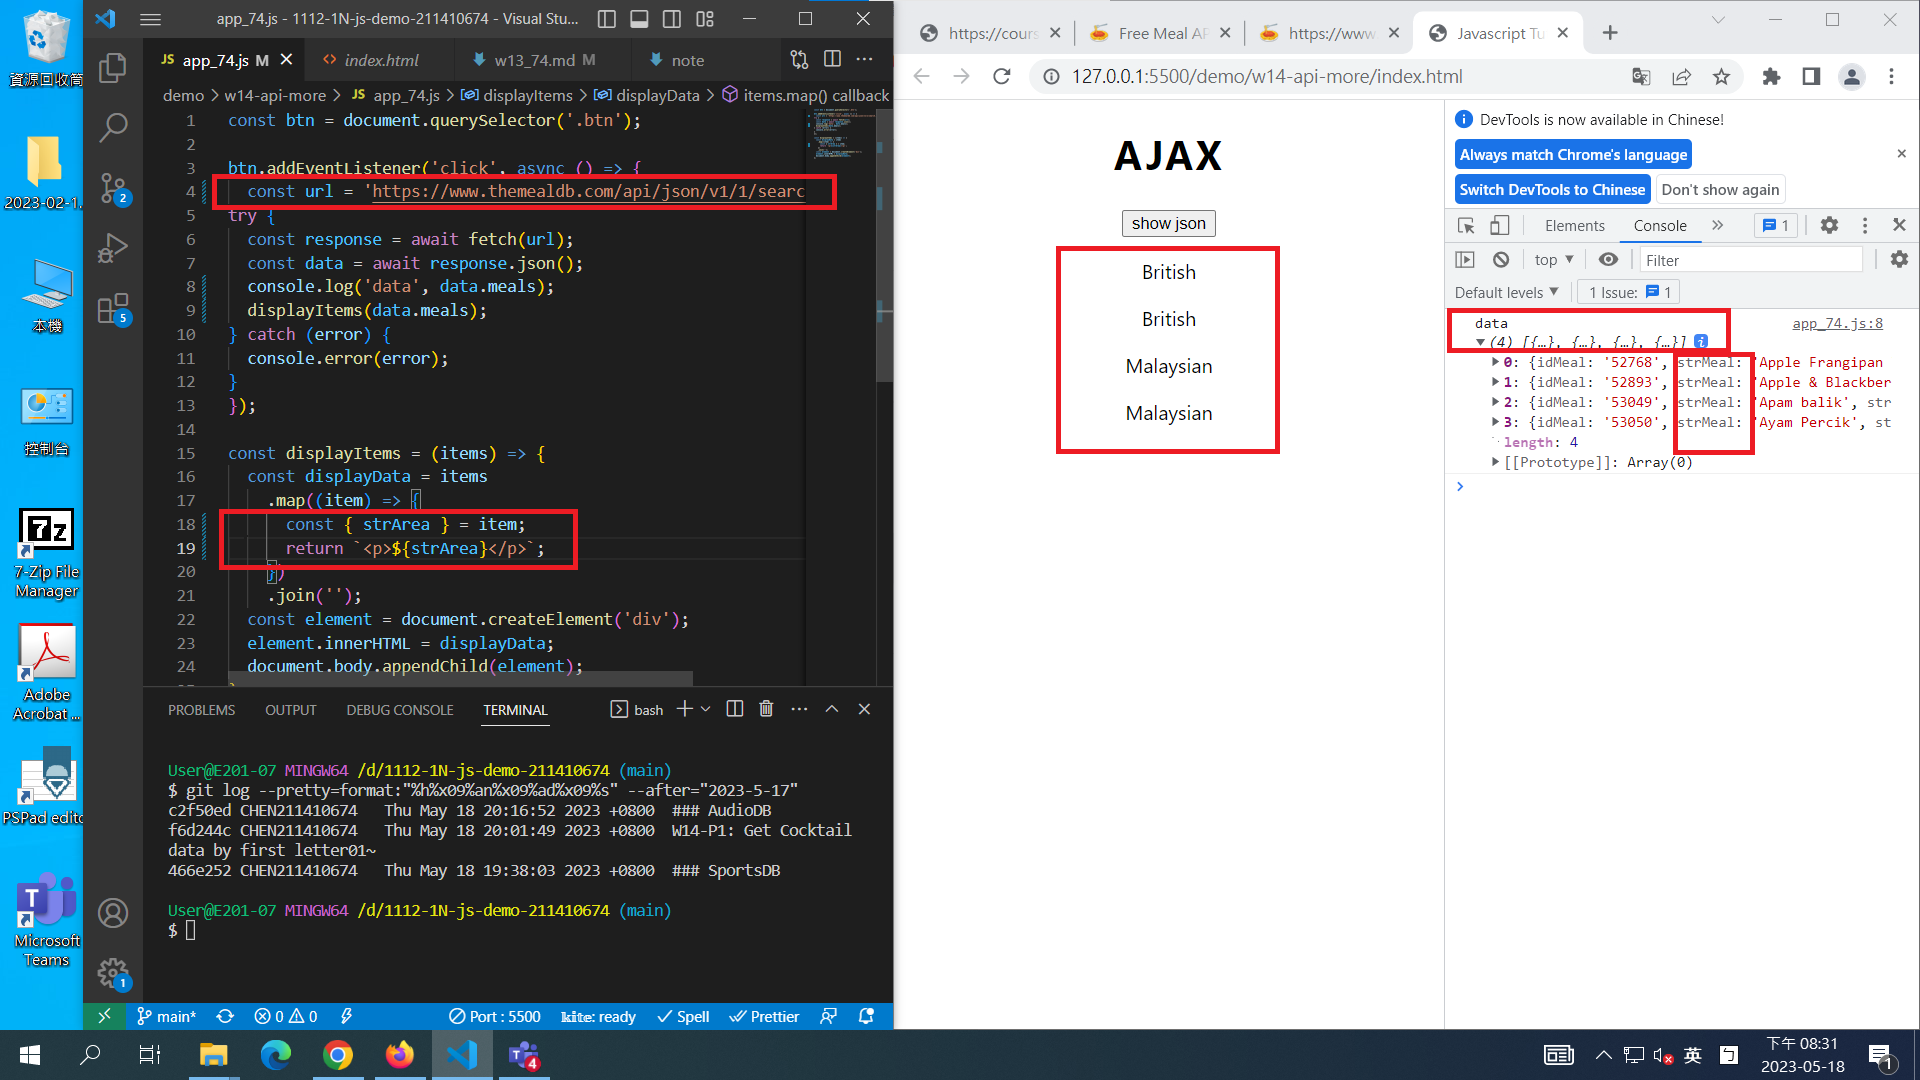 資源回收筒
2023-02-1...
本機
控制台
7-Zip File
Manager
Adobe
Acrobat ...
PSPad edito
Microsoft
Teams
app_74.js - 1112-1N-js-demo-211410674 - Visual Stu...
JS app_74.js M
<> index.html
w13_74.md M
note
demo > w14-api-more > JS app_74.js > displayItems > displayData > items.map() callback
1 const btn = document.querySelector('.btn');
2
3 btn.addEventListener('click', async () => {
4 const url = 'https://www.themealdb.com/api/json/v1/1/searc
5 try {
6 const response = await fetch(url);
7 const data = await response.json();
8 console.log('data', data.meals);
9 displayItems(data.meals);
10 } catch (error) {
11 console.error(error);
12 }
13 });
14
15 const displayItems = (items) => {
16 const displayData = items
17 .map((item) => {
18 const { strArea } = item;
19 return `<p>${strArea}</p>`;
20 })
21 .join('');
22 const element = document.createElement('div');
23 element.innerHTML = displayData;
24 document.body.appendChild(element);
2
5
1
PROBLEMS OUTPUT DEBUG CONSOLE TERMINAL bash
User@E201-07 MINGW64 /d/1112-1N-js-demo-211410674 (main)
$ git log --pretty=format:"%h%x09%an%x09%ad%x09%s" --after="2023-5-17"
c2f50ed CHEN211410674 Thu May 18 20:16:52 2023 +0800 ### AudioDB
f6d244c CHEN211410674 Thu May 18 20:01:49 2023 +0800 W14-P1: Get Cocktail
data by first letter01~
466e252 CHEN211410674 Thu May 18 19:38:03 2023 +0800 ### SportsDB
User@E201-07 MINGW64 /d/1112-1N-js-demo-211410674 (main)
$
main* 0 0 Port : 5500 kite: ready Spell Prettier
https://cours
Free Meal AP
https://www
Javascript Tu
127.0.0.1:5500/demo/w14-api-more/index.html
AJAX
show json
British
British
Malaysian
Malaysian
DevTools is now available in Chinese!
Always match Chrome's language
Switch DevTools to Chinese Don't show again
Elements Console 1
top Filter
Default levels 1 Issue: 1
data app_74.js:8
(4) [{…}, {…}, {…}, {…}]
0: {idMeal: '52768', strMeal: 'Apple Frangipan
1: {idMeal: '52893', strMeal: 'Apple & Blackber
2: {idMeal: '53049', strMeal: 'Apam balik', str
3: {idMeal: '53050', strMeal: 'Ayam Percik', st
length: 4
[[Prototype]]: Array(0)
4
英
下午 08:31
2023-05-18
1